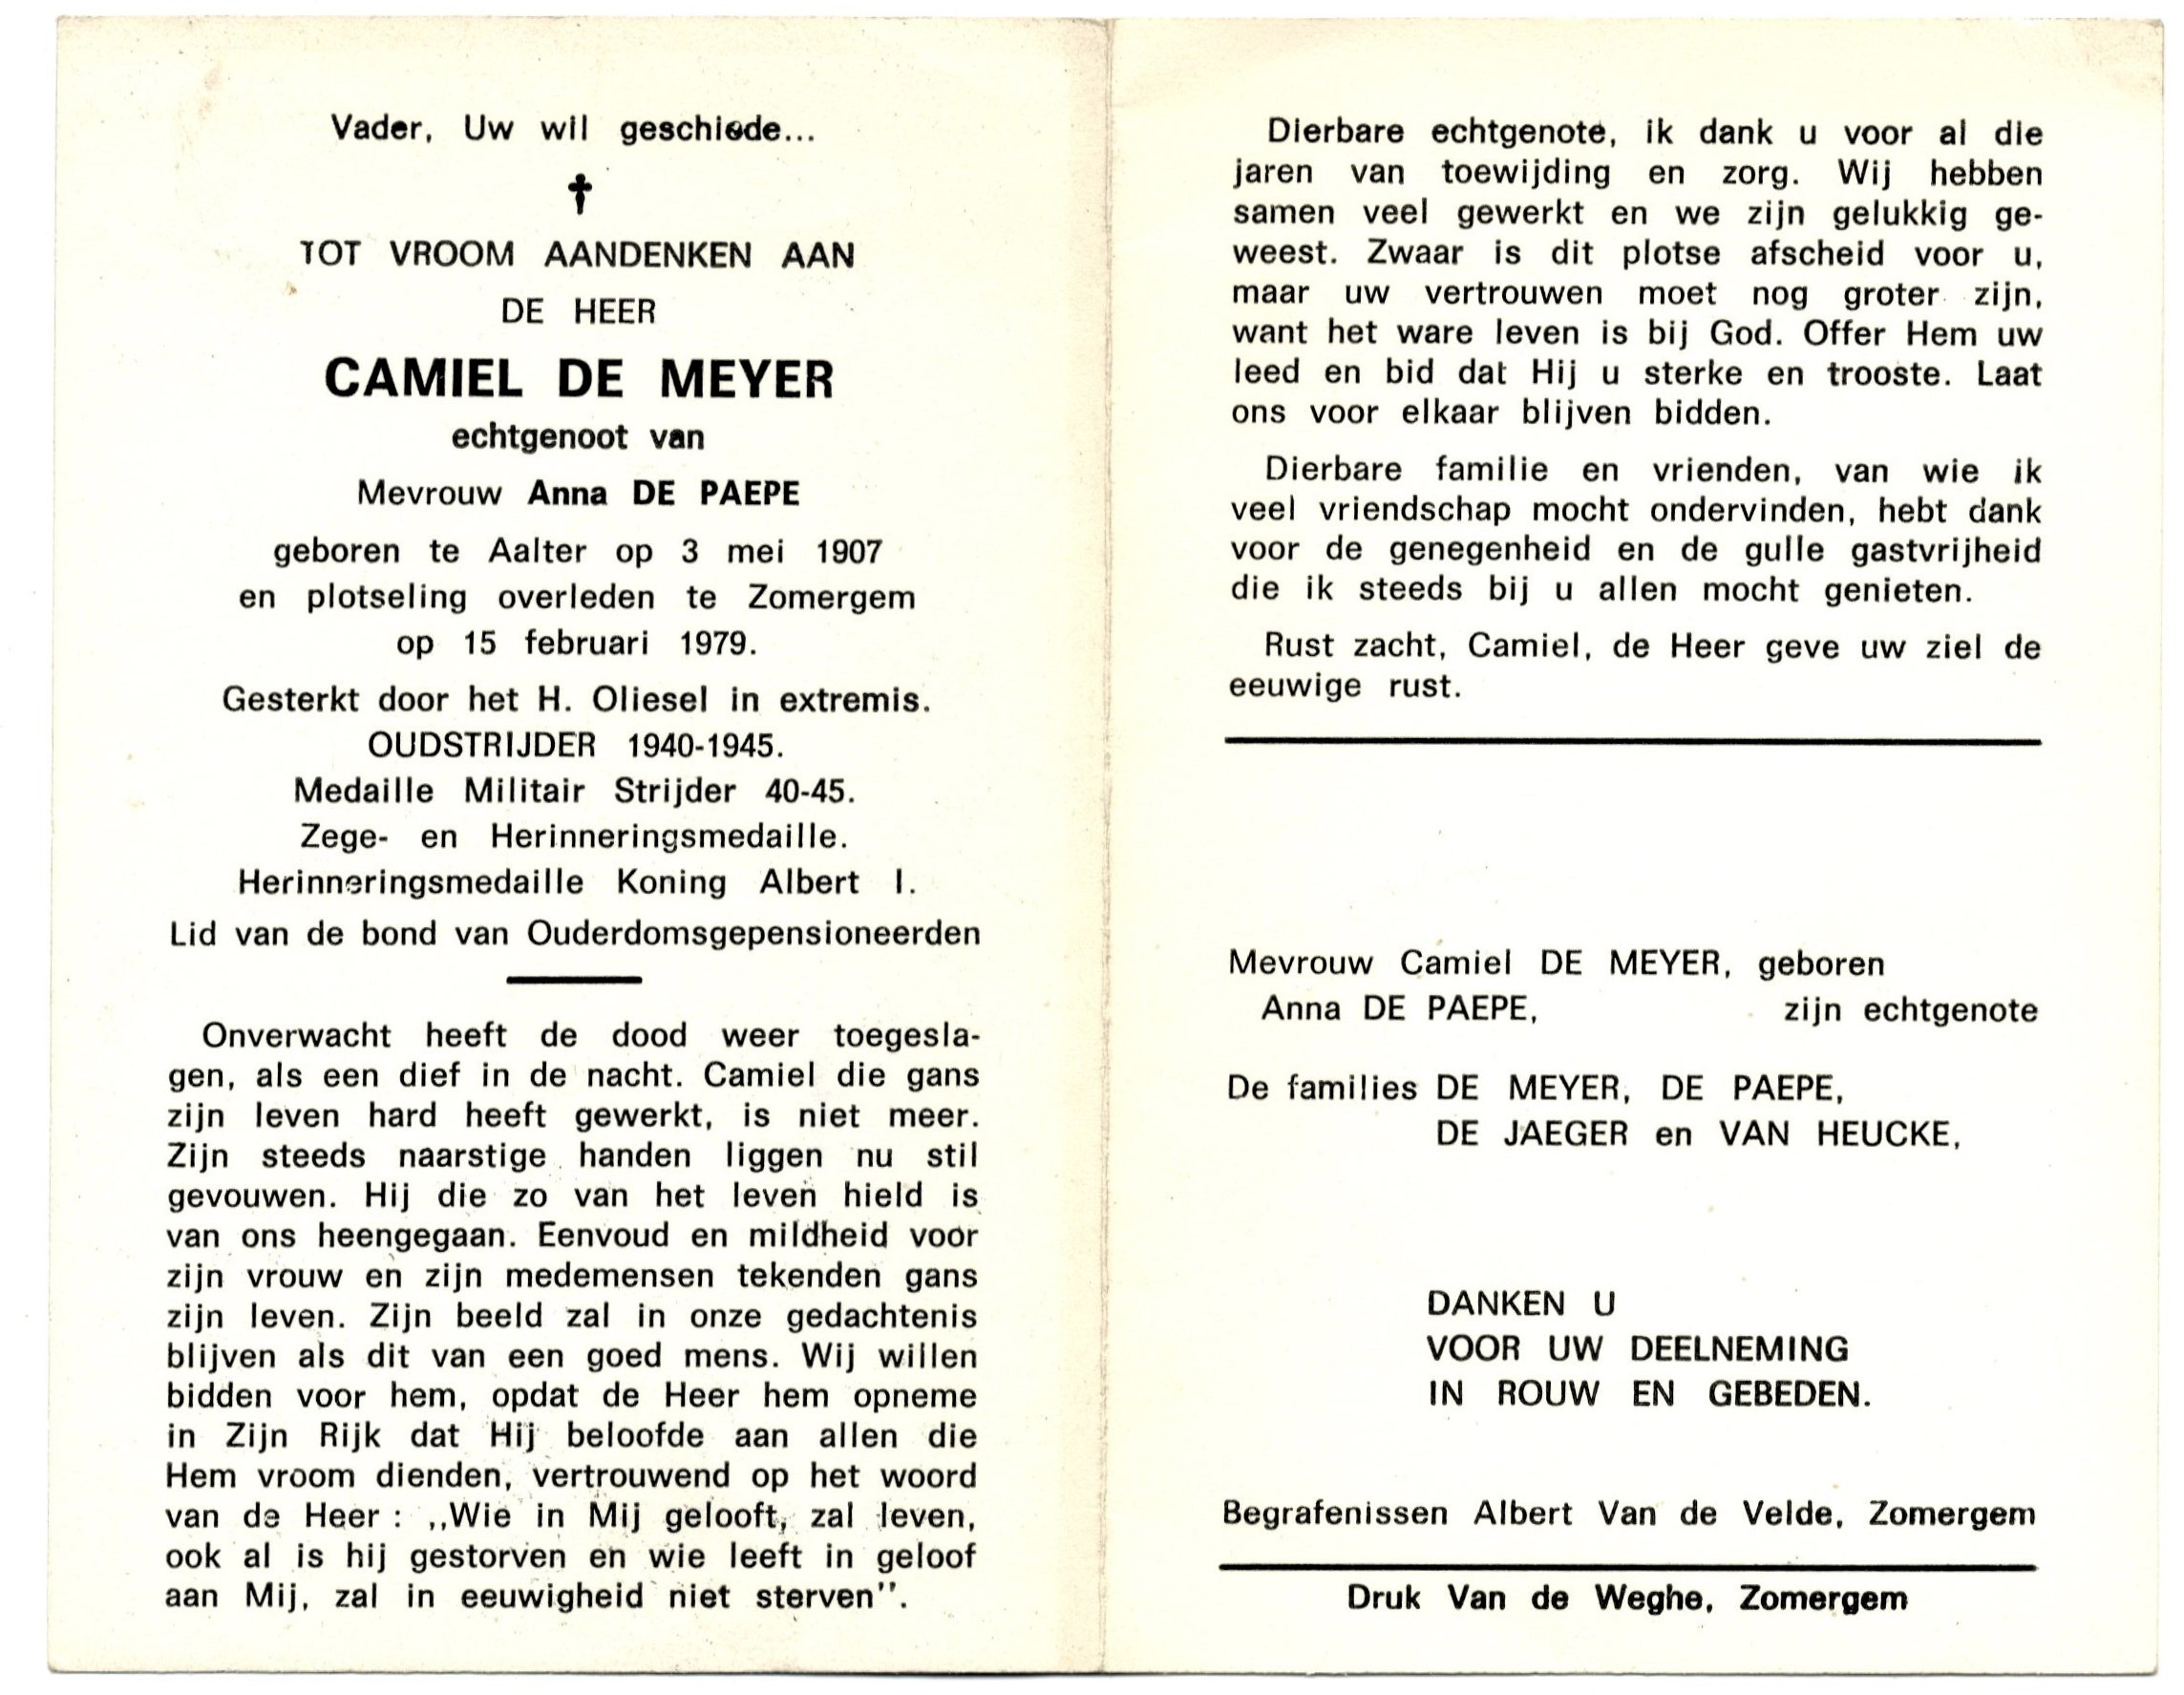 Vader, Uw wil geschiede...
TOT VROOM AANDENKEN AAN
DE HEER
CAMIEL DE MEYER
echtgenoot van
Mevrouw Anna DE PAEPE
geboren te Aalter op 3 mei 1907
en plotseling overleden te Zomergem
op 15 februari 1979.
Gesterkt door het H. Oliesel in extremis.
OUDSTRIJDER 1940-1945.
Medaille Militair Strijder 40-45.
Zege- en Herinneringsmedaille.
Herinneringsmedaille Koning Albert I.
Lid van de bond van Ouderdomsgepensioneerden
Onverwacht heeft de dood weer toegesla-
gen, als een dief in de nacht. Camiel die gans
zijn leven hard heeft gewerkt, is niet meer.
Zijn steeds naarstige handen liggen nu stil
gevouwen. Hij die zo van het leven hield is
van ons heengegaan. Eenvoud en mildheid voor
zijn vrouw en zijn medemensen tekenden gans
zijn leven. Zijn beeld zal in onze gedachtenis
blijven als dit van een goed mens. Wij willen
bidden voor hem, opdat de Heer hem opneme
in Zijn Rijk dat Hij beloofde aan allen die
Hem vroom dienden, vertrouwend op het woord
van de Heer : ,,Wie in Mij gelooft, zal leven,
ook al is hij gestorven en wie leeft in geloof
aan Mij, zal in eeuwigheid niet sterven''.
Dierbare echtgenote, ik dank u voor al die
jaren van toewijding en zorg. Wij hebben
samen veel gewerkt en we zijn gelukkig ge-
weest. Zwaar is dit plotse afscheid voor u,
maar uw vertrouwen moet nog groter zijn,
want het ware leven is bij God. Offer Hem uw
leed en bid dat Hij u sterke en trooste. Laat
ons voor elkaar blijven bidden.
Dierbare familie en vrienden, van wie ik
veel vriendschap mocht ondervinden, hebt dank
voor de genegenheid en de gulle gastvrijheid
die ik steeds bij u allen mocht genieten.
Rust zacht, Camiel, de Heer geve uw ziel de
eeuwige rust.
Mevrouw Camiel DE MEYER, geboren
Anna DE PAEPE, zijn echtgenote
De families DE MEYER, DE PAEPE,
DE JAEGER en VAN HEUCKE,
DANKEN U
VOOR UW DEELNEMING
IN ROUW EN GEBEDEN.
Begrafenissen Albert Van de Velde, Zomergem
Druk Van de Weghe, Zomergem